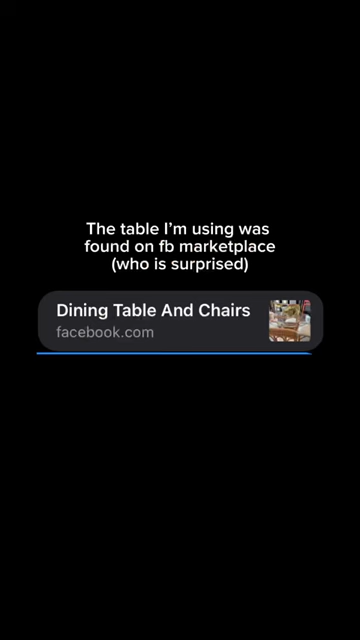 The table I’m using was
found on fb marketplace
(who is surprised)
Dining Table And Chairs
facebook.com